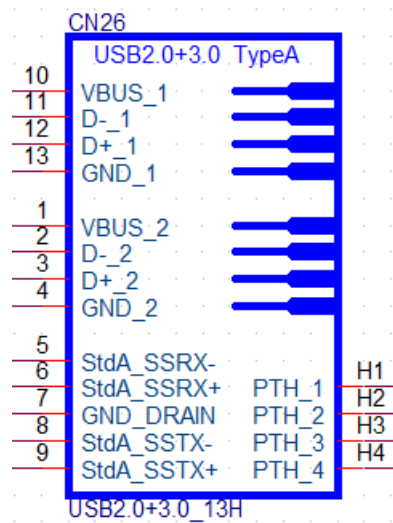 CN26
USB2.0+3.0 TypeA
10 VBUS_1
11 D-_1
12 D+_1
13 GND_1
1 VBUS_2
2 D-_2
3 D+_2
4 GND_2
5 StdA_SSRX-
6 StdA_SSRX+ PTH_1 H1
7 GND_DRAIN PTH_2 H2
8 StdA_SSTX- PTH_3 H3
9 StdA_SSTX+ PTH_4 H4
USB2.0+3.0_13H